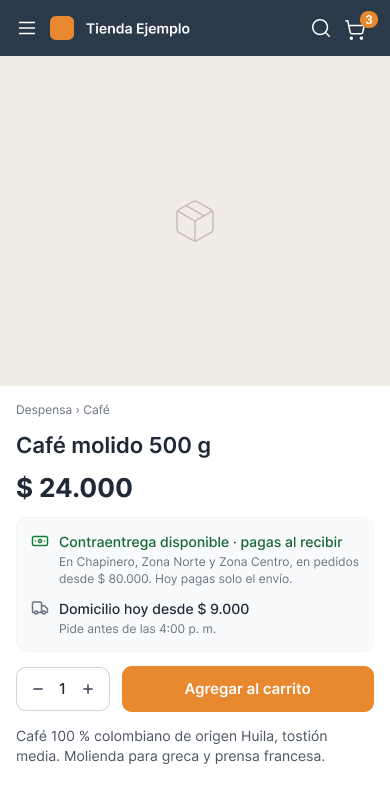 Tienda Ejemplo
3
Despensa › Café
Café molido 500 g
$ 24.000
Contraentrega disponible · pagas al recibir
En Chapinero, Zona Norte y Zona Centro, en pedidos
desde $ 80.000. Hoy pagas solo el envío.
Domicilio hoy desde $ 9.000
Pide antes de las 4:00 p. m.
− 1 +
Agregar al carrito
Café 100 % colombiano de origen Huila, tostión
media. Molienda para greca y prensa francesa.